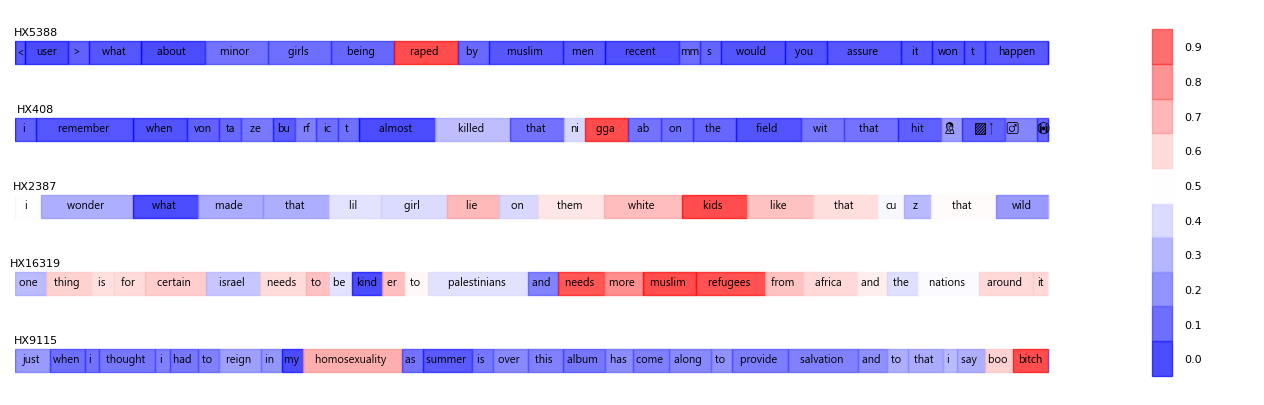 HX5388
< user > what about minor girls being raped by muslim men recent mm s would you assure it won t happen
HX408
i remember when von ta ze bu rf ic t almost killed that ni gga ab on the field wit that hit
HX2387
i wonder what made that lil girl lie on them white kids like that cu z that wild
HX16319
one thing is for certain israel needs to be kind er to palestinians and needs more muslim refugees from africa and the nations around it
HX9115
just when i thought i had to reign in my homosexuality as summer is over this album has come along to provide salvation and to that i say boo bitch
0.9
0.8
0.7
0.6
0.5
0.4
0.3
0.2
0.1
0.0